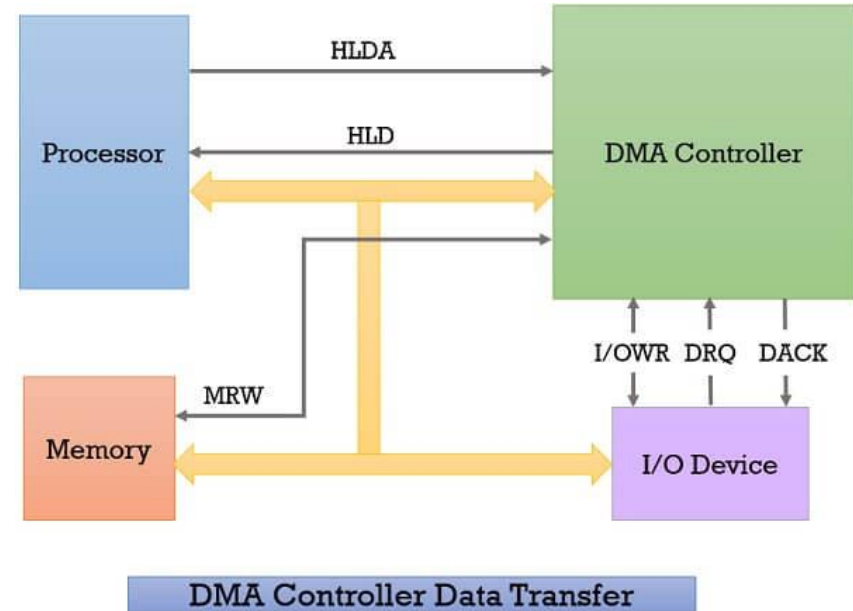 HLDA
HLD
Processor
DMA Controller
I/OWR DRQ DACK
MRW
Memory
I/O Device
DMA Controller Data Transfer